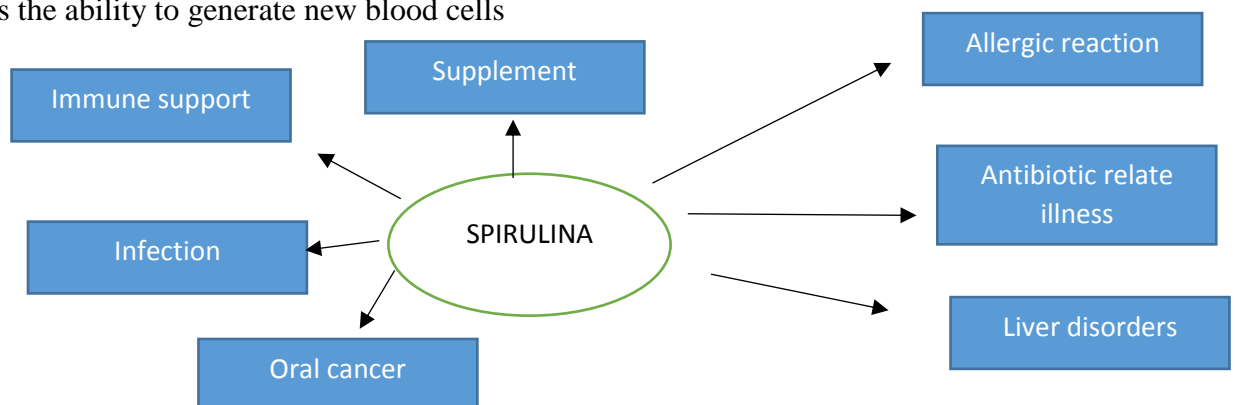 s the ability to generate new blood cells
Supplement
Allergic reaction
Immune support
Antibiotic relate
illness
SPIRULINA
Infection
Liver disorders
Oral cancer